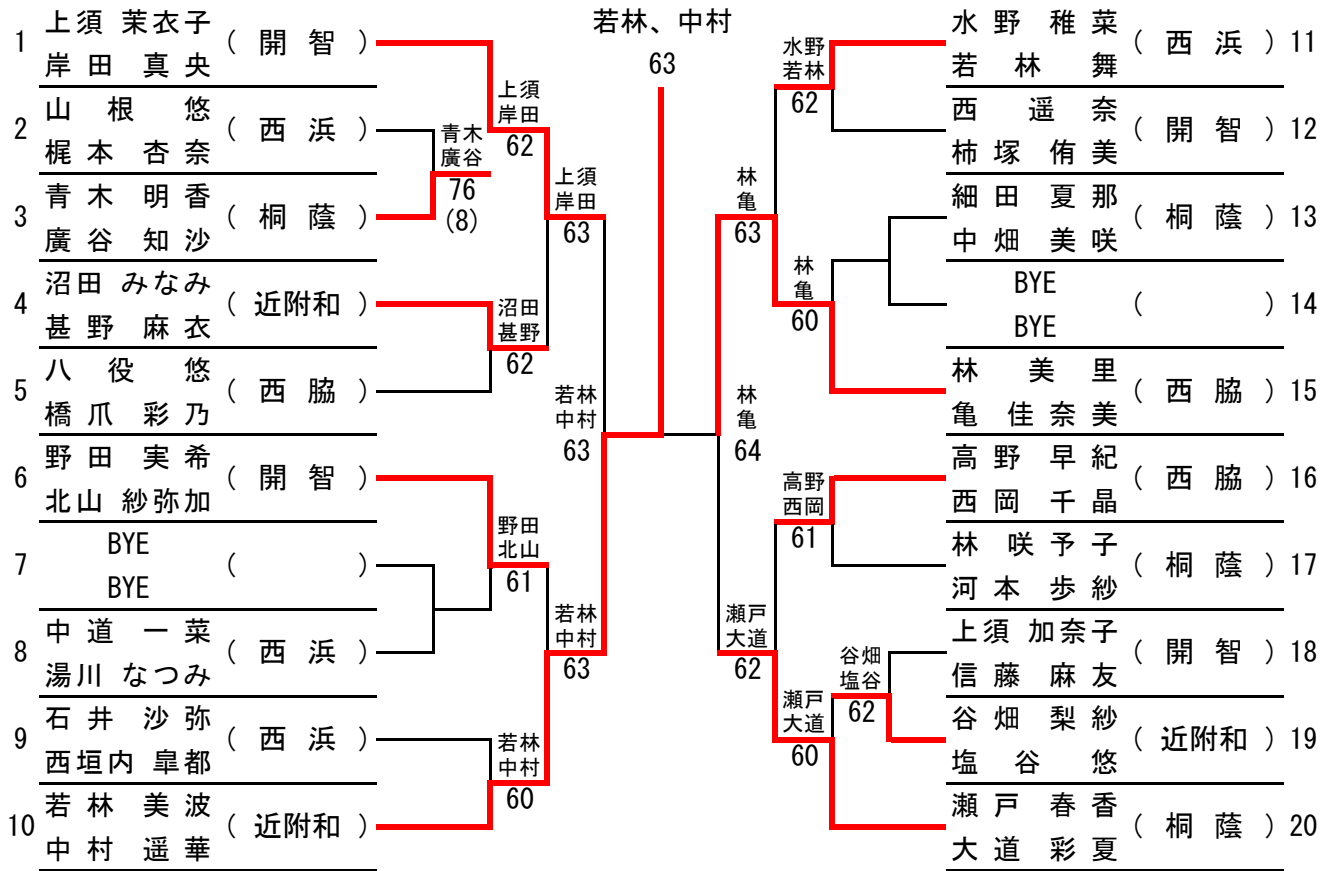 若林、中村
63
1 上須 茉衣子 ( 開 智 )
岸 田 真 央
2 山 根 悠 ( 西 浜 )
梶 本 杏 奈
3 青 木 明 香 ( 桐 蔭 )
廣 谷 知 沙
4 沼田 みなみ ( 近附和 )
甚 野 麻 衣
5 八 役 悠 ( 西 脇 )
橋 爪 彩 乃
6 野 田 実 希 ( 開 智 )
北山 紗弥加
7 BYE ( )
BYE
8 中 道 一 菜 ( 西 浜 )
湯川 なつみ
9 石 井 沙 弥 ( 西 浜 )
西垣内 皐都
10 若 林 美 波 ( 近附和 )
中 村 遥 華
青木
廣谷
76
(8)
上須
岸田
62
沼田
甚野
62
野田
北山
61
若林
中村
60
上須
岸田
63
若林
中村
63
若林
中村
63
林
亀
64
林
亀
63
瀬戸
大道
62
水野
若林
62
林
亀
60
高野
西岡
61
瀬戸
大道
60
谷畑
塩谷
62
水 野 稚 菜 ( 西 浜 ) 11
若 林 舞
西 遥 奈 ( 開 智 ) 12
柿 塚 侑 美
細 田 夏 那 ( 桐 蔭 ) 13
中 畑 美 咲
BYE ( ) 14
BYE
林 美 里 ( 西 脇 ) 15
亀 佳 奈 美
高 野 早 紀 ( 西 脇 ) 16
西 岡 千 晶
林 咲 予 子 ( 桐 蔭 ) 17
河 本 歩 紗
上須 加奈子 ( 開 智 ) 18
信 藤 麻 友
谷 畑 梨 紗 ( 近附和 ) 19
塩 谷 悠
瀬 戸 春 香 ( 桐 蔭 ) 20
大 道 彩 夏